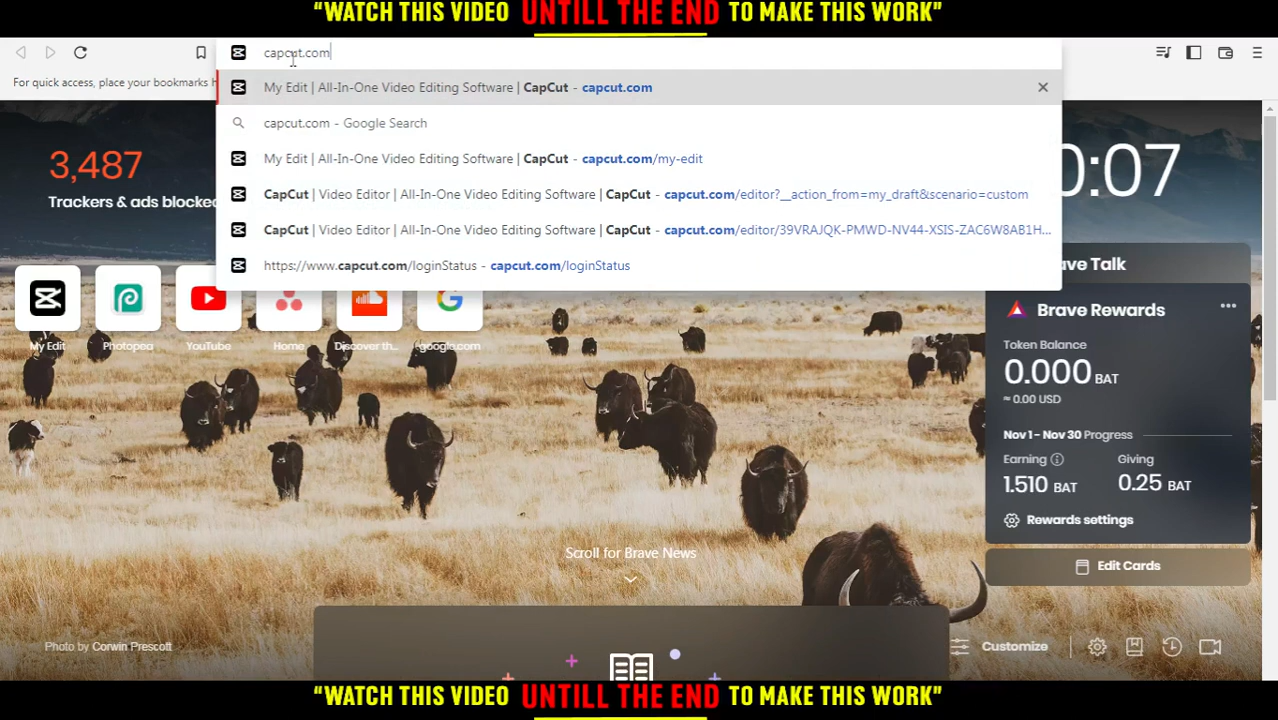 “WATCH THIS VIDEO UNTILL THE END TO MAKE THIS WORK”
capcut.com
For quick access, place your bookmarks h
My Edit | All-In-One Video Editing Software | CapCut - capcut.com
capcut.com - Google Search
My Edit | All-In-One Video Editing Software | CapCut - capcut.com/my-edit
CapCut | Video Editor | All-In-One Video Editing Software | CapCut - capcut.com/editor?__action_from=my_draft&scenario=custom
CapCut | Video Editor | All-In-One Video Editing Software | CapCut - capcut.com/editor/39VRAJQK-PMWD-NV44-XSIS-ZAC6W8AB1H...
https://www.capcut.com/loginStatus - capcut.com/loginStatus
3,487
Trackers & ads blocked
0:07
ave Talk
My Edit
Photopea
YouTube
Home
Discover th...
google.com
Brave Rewards
Token Balance
0.000 BAT
≈ 0.00 USD
Nov 1 - Nov 30 Progress
Earning
Giving
1.510 BAT
0.25 BAT
Rewards settings
Scroll for Brave News
Edit Cards
Photo by Corwin Prescott
Customize
“WATCH THIS VIDEO UNTILL THE END TO MAKE THIS WORK”